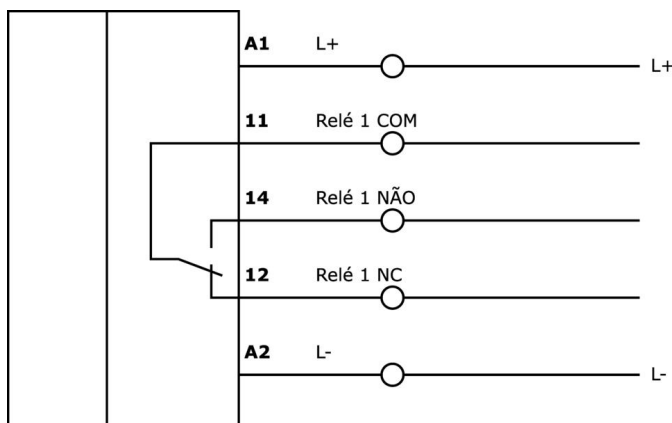 A1 L+
L+
11 Relé 1 COM
14 Relé 1 NÃO
12 Relé 1 NC
A2 L-
L-